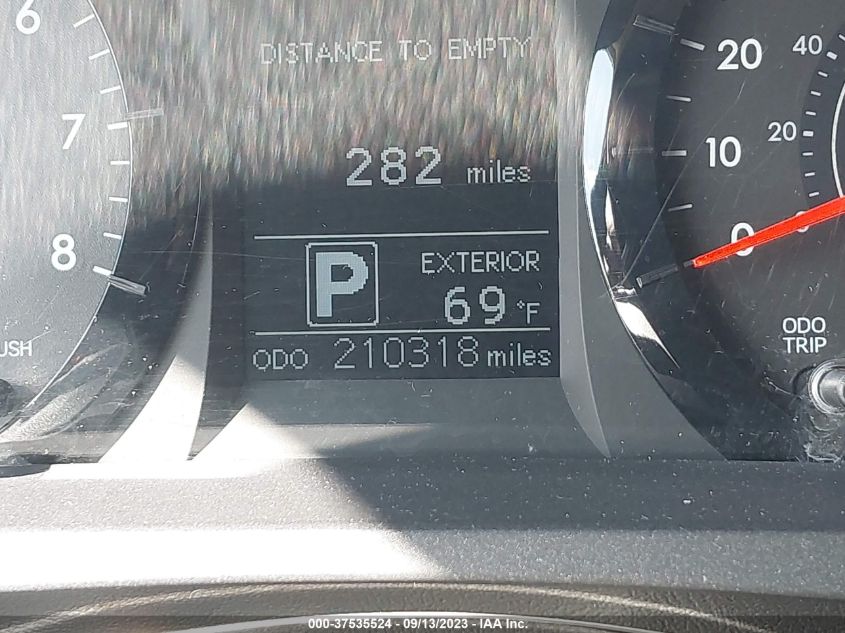 6
7
8
USH
DISTANCE TO EMPTY
282 miles
P
EXTERIOR
69 °F
ODO 210318 miles
20
10
0
40
20
ODO
TRIP
000-37535524 - 09/13/2023 - IAA Inc.